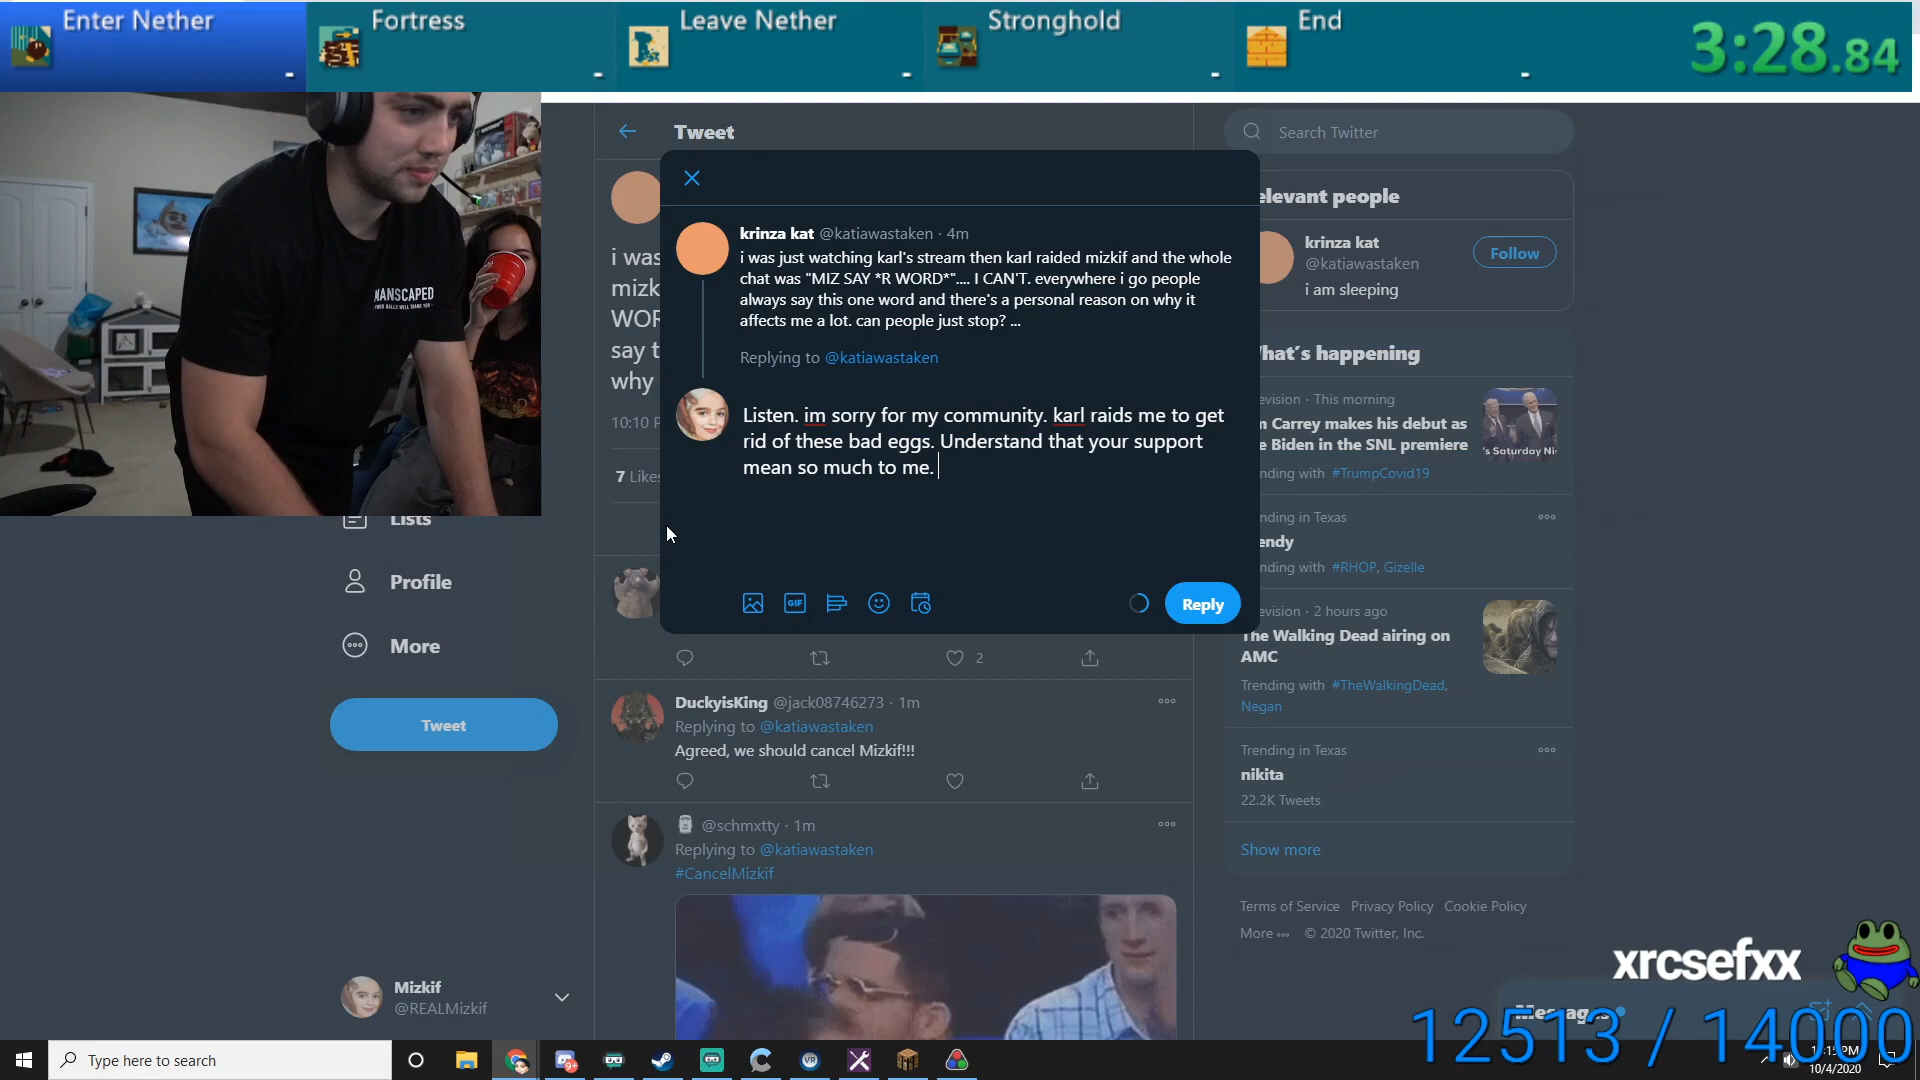 Enter Nether
-
Fortress
-
Leave Nether
-
Stronghold
-
End
-
3:28.84
MANSCAPED
Tweet
Search Twitter
i was
mizk
WOR
say t
why
10:10 P
7 Likes
krinza kat @katiawastaken · 4m
i was just watching karl's stream then karl raided mizkif and the whole
chat was "MIZ SAY *R WORD*".... I CAN'T. everywhere i go people
always say this one word and there's a personal reason on why it
affects me a lot. can people just stop? ...
Replying to @katiawastaken
Listen. im sorry for my community. karl raids me to get
rid of these bad eggs. Understand that your support
mean so much to me.
GIF
Reply
elevant people
krinza kat
@katiawastaken
Follow
i am sleeping
hat's happening
evision · This morning
n Carrey makes his debut as
e Biden in the SNL premiere
's Saturday Ni
nding with #TrumpCovid19
nding in Texas
endy
nding with #RHOP, Gizelle
evision · 2 hours ago
The Walking Dead airing on
AMC
Trending with #TheWalkingDead,
Negan
Trending in Texas
nikita
22.2K Tweets
Show more
Terms of Service Privacy Policy Cookie Policy
More ••• © 2020 Twitter, Inc.
Lists
Profile
More
Tweet
2
DuckyisKing @jack08746273 · 1m
Replying to @katiawastaken
Agreed, we should cancel Mizkif!!!
@schmxtty · 1m
Replying to @katiawastaken
#CancelMizkif
Mizkif
@REALMizkif
xrcsefxx
Messages
12513 / 14000
Type here to search
9+
VR
10/4/2020